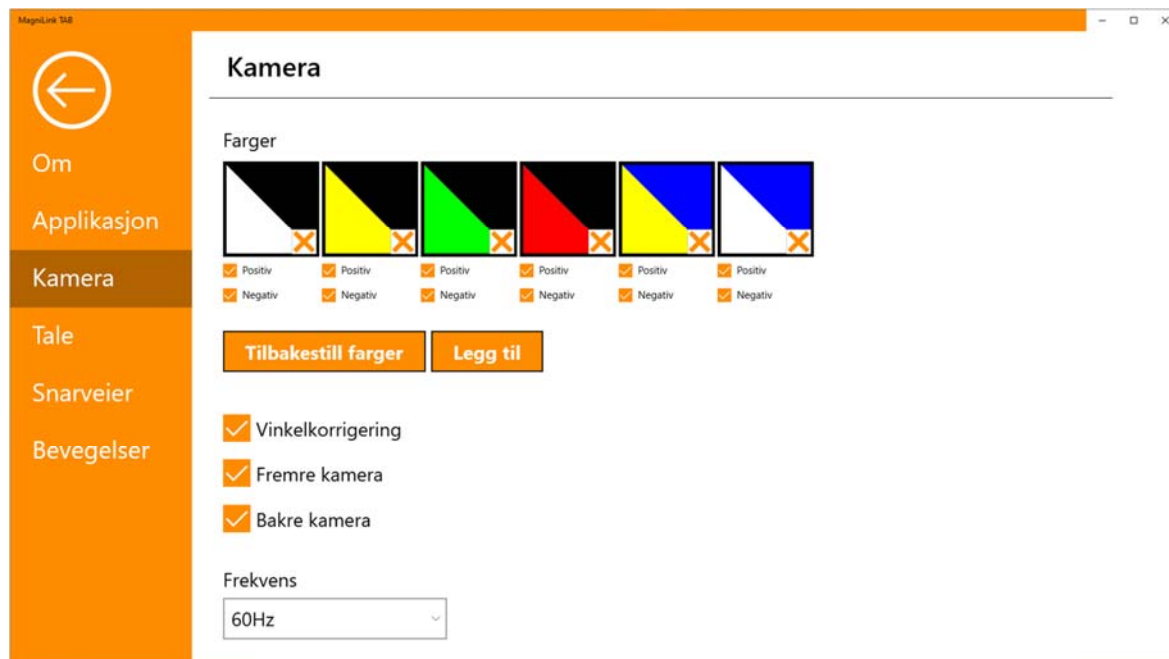 MagniLink TAB
Kamera
Om
Applikasjon
Kamera
Tale
Snarveier
Bevegelser
Farger
Positiv Positiv Positiv Positiv Positiv Positiv
Negativ Negativ Negativ Negativ Negativ Negativ
Tilbakestill farger Legg til
Vinkelkorrigering
Fremre kamera
Bakre kamera
Frekvens
60Hz